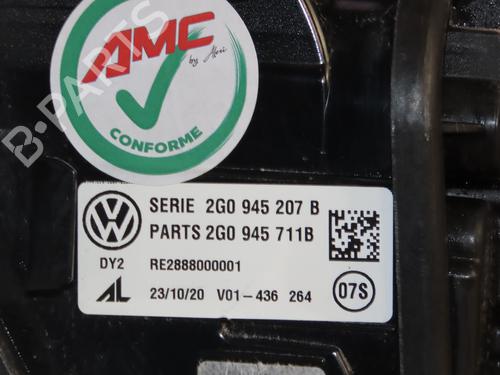 AMC
by Alexi
CONFORME
B-PARTS
SERIE 2G0 945 207 B
PARTS 2G0 945 711B
DY2 RE2888000001
AL 23/10/20 V01-436 264 07S